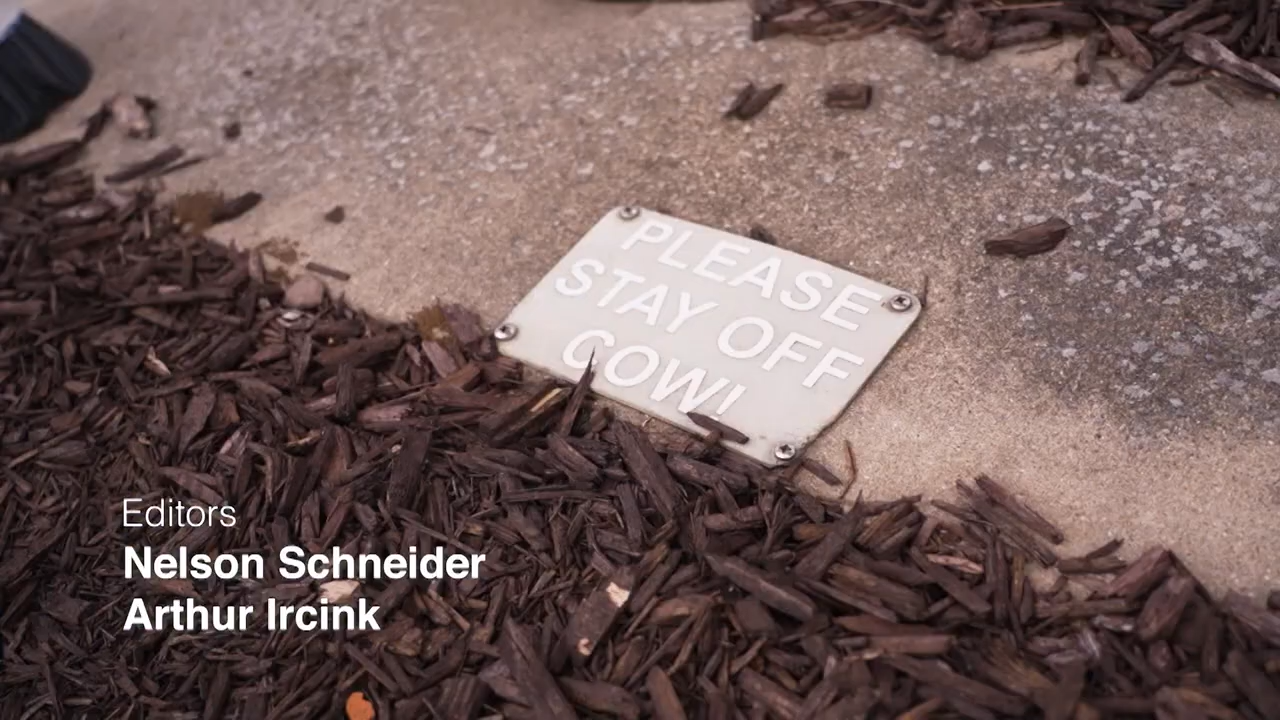 PLEASE
STAY OFF
COW!
Editors
Nelson Schneider
Arthur Ircink